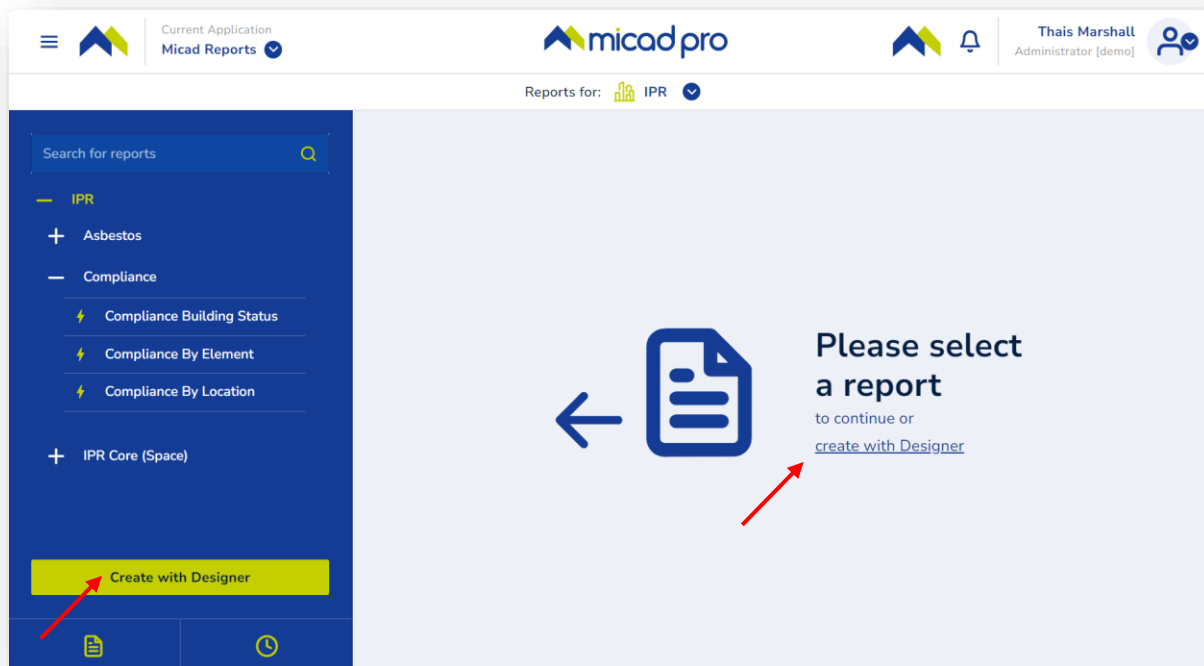 Current Application
Micad Reports
micad pro
Thais Marshall
Administrator [demo]
Reports for: IPR
Search for reports
IPR
Asbestos
Compliance
Compliance Building Status
Compliance By Element
Compliance By Location
IPR Core (Space)
Create with Designer
Please select
a report
to continue or
create with Designer